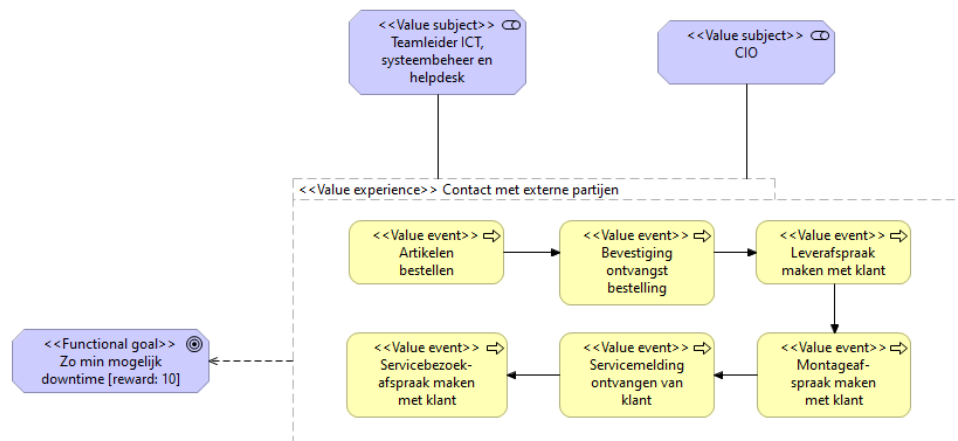 <<Value subject>>
Teamleider ICT,
systeembeheer en
helpdesk
<<Value subject>>
CIO
<<Value experience>> Contact met externe partijen
<<Value event>>
Artikelen
bestellen
<<Value event>>
Bevestiging
ontvangst
bestelling
<<Value event>>
Leverafspraak
maken met klant
<<Functional goal>>
Zo min mogelijk
downtime [reward: 10]
<<Value event>>
Servicebezoek-
afspraak maken
met klant
<<Value event>>
Servicemelding
ontvangen van
klant
<<Value event>>
Montageaf-
spraak maken
met klant